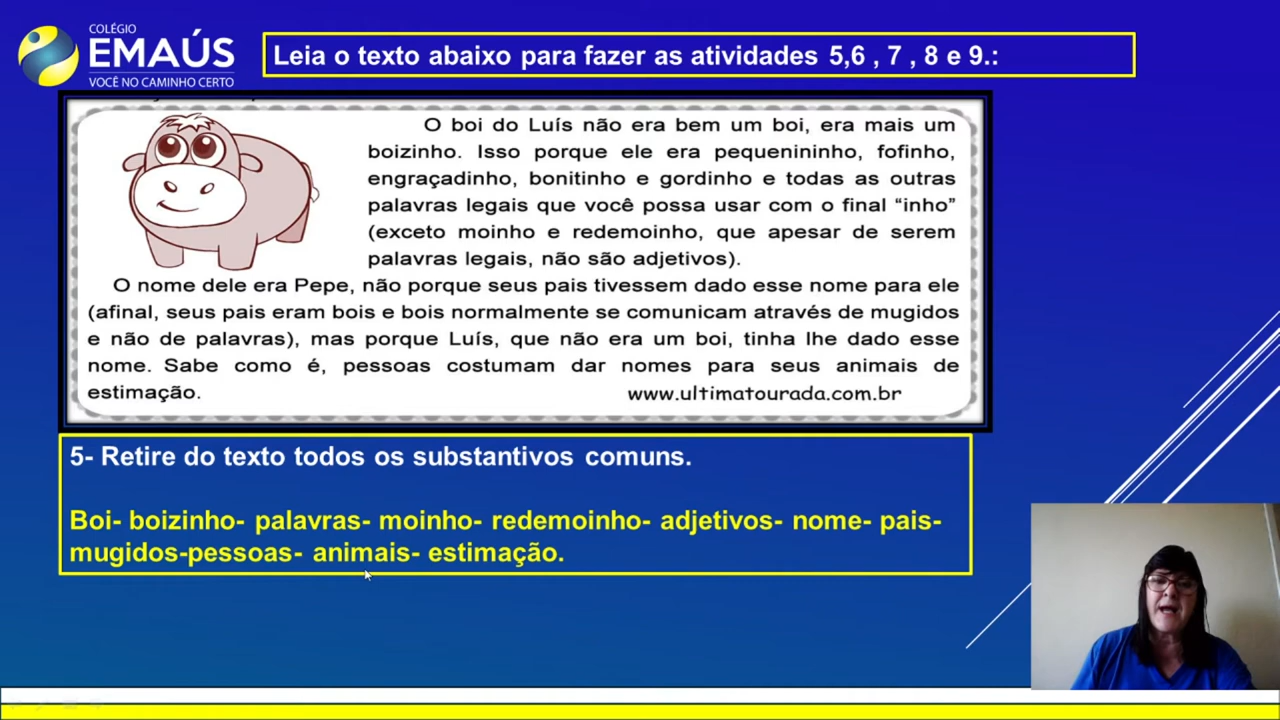 COLÉGIO
EMAÚS
VOCÊ NO CAMINHO CERTO
Leia o texto abaixo para fazer as atividades 5,6 , 7 , 8 e 9.:
O boi do Luís não era bem um boi, era mais um
boizinho. Isso porque ele era pequenininho, fofinho,
engraçadinho, bonitinho e gordinho e todas as outras
palavras legais que você possa usar com o final “inho”
(exceto moinho e redemoinho, que apesar de serem
palavras legais, não são adjetivos).
O nome dele era Pepe, não porque seus pais tivessem dado esse nome para ele
(afinal, seus pais eram bois e bois normalmente se comunicam através de mugidos
e não de palavras), mas porque Luís, que não era um boi, tinha lhe dado esse
nome. Sabe como é, pessoas costumam dar nomes para seus animais de
estimação.
www.ultimatourada.com.br
5- Retire do texto todos os substantivos comuns.
Boi- boizinho- palavras- moinho- redemoinho- adjetivos- nome- pais-
mugidos-pessoas- animais- estimação.